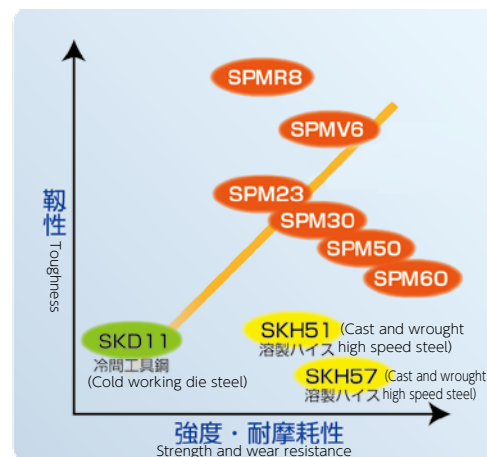 SPMR8
SPMV6
SPM23
SPM30
SPM50
SPM60
靱性
Toughness
SKD11
冷間工具鋼
(Cold working die steel)
SKH51 (Cast and wrought
溶製ハイス high speed steel)
SKH57 (Cast and wrought
溶製ハイス high speed steel)
強度・耐摩耗性
Strength and wear resistance